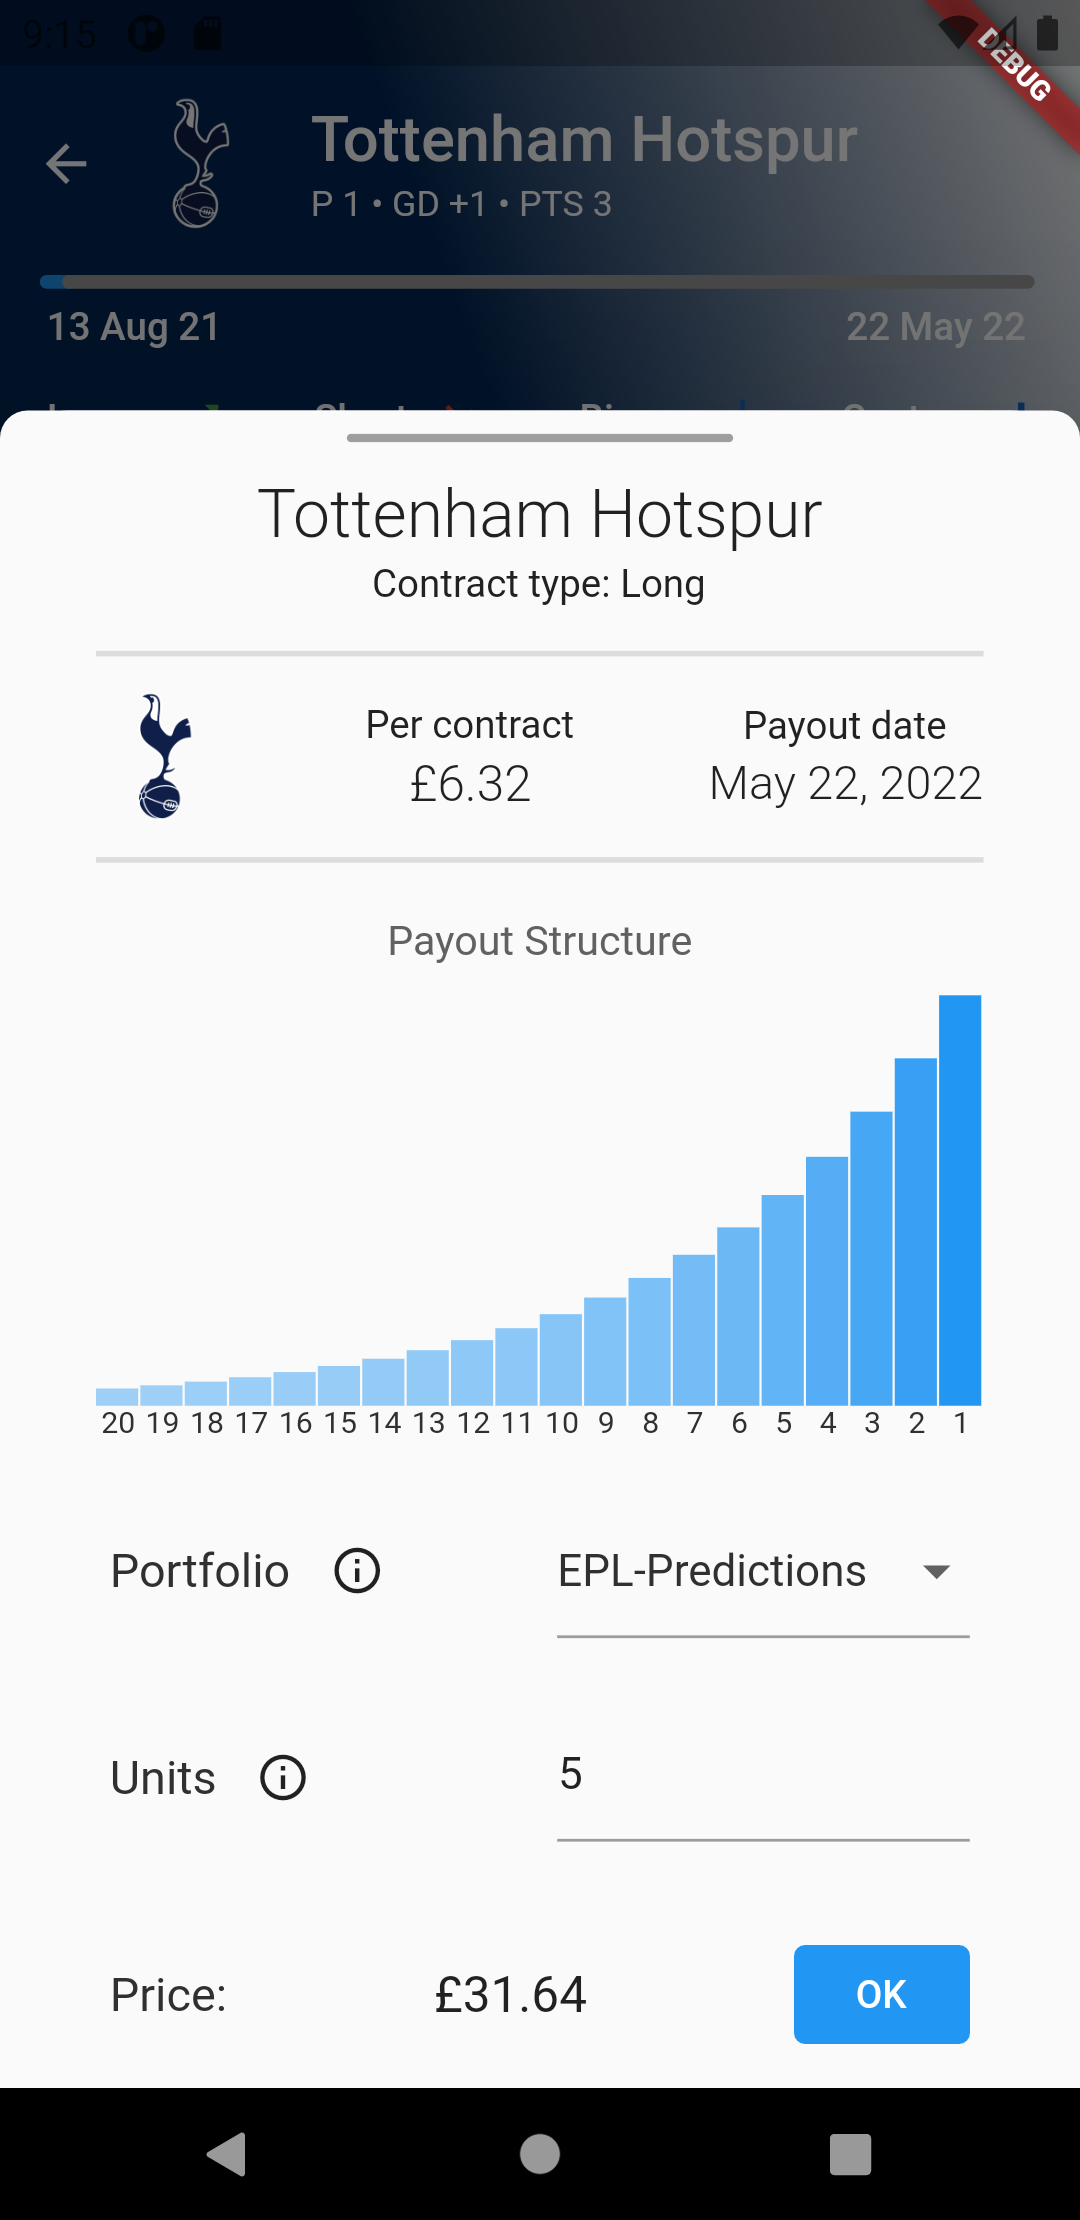 9:15
DEBUG
Tottenham Hotspur
P 1 • GD +1 • PTS 3
13 Aug 21 22 May 22
Tottenham Hotspur
Contract type: Long
Per contract Payout date
£6.32 May 22, 2022
Payout Structure
20 19 18 17 16 15 14 13 12 11 10 9 8 7 6 5 4 3 2 1
Portfolio EPL-Predictions
Units 5
Price: £31.64 OK